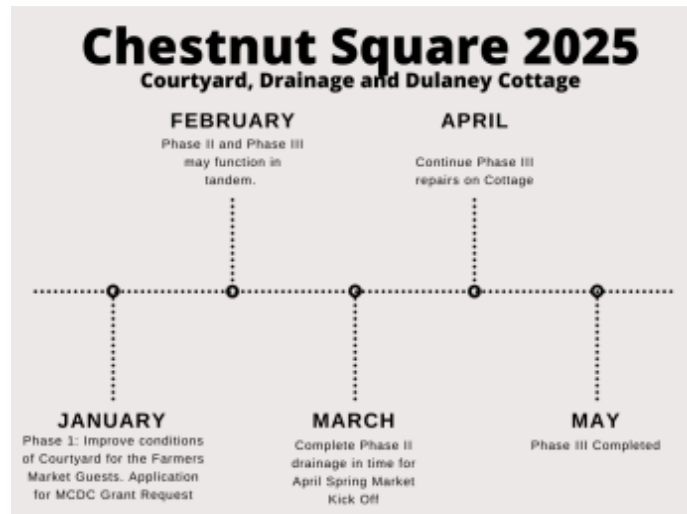 Chestnut Square 2025
Courtyard, Drainage and Dulaney Cottage
FEBRUARY
Phase II and Phase III
may function in
tandem.
APRIL
Continue Phase III
repairs on Cottage
JANUARY
Phase 1: Improve conditions
of Courtyard for the Farmers
Market Guests. Application
for MCDC Grant Request
MARCH
Complete Phase II
drainage in time for
April Spring Market
Kick Off
MAY
Phase III Completed